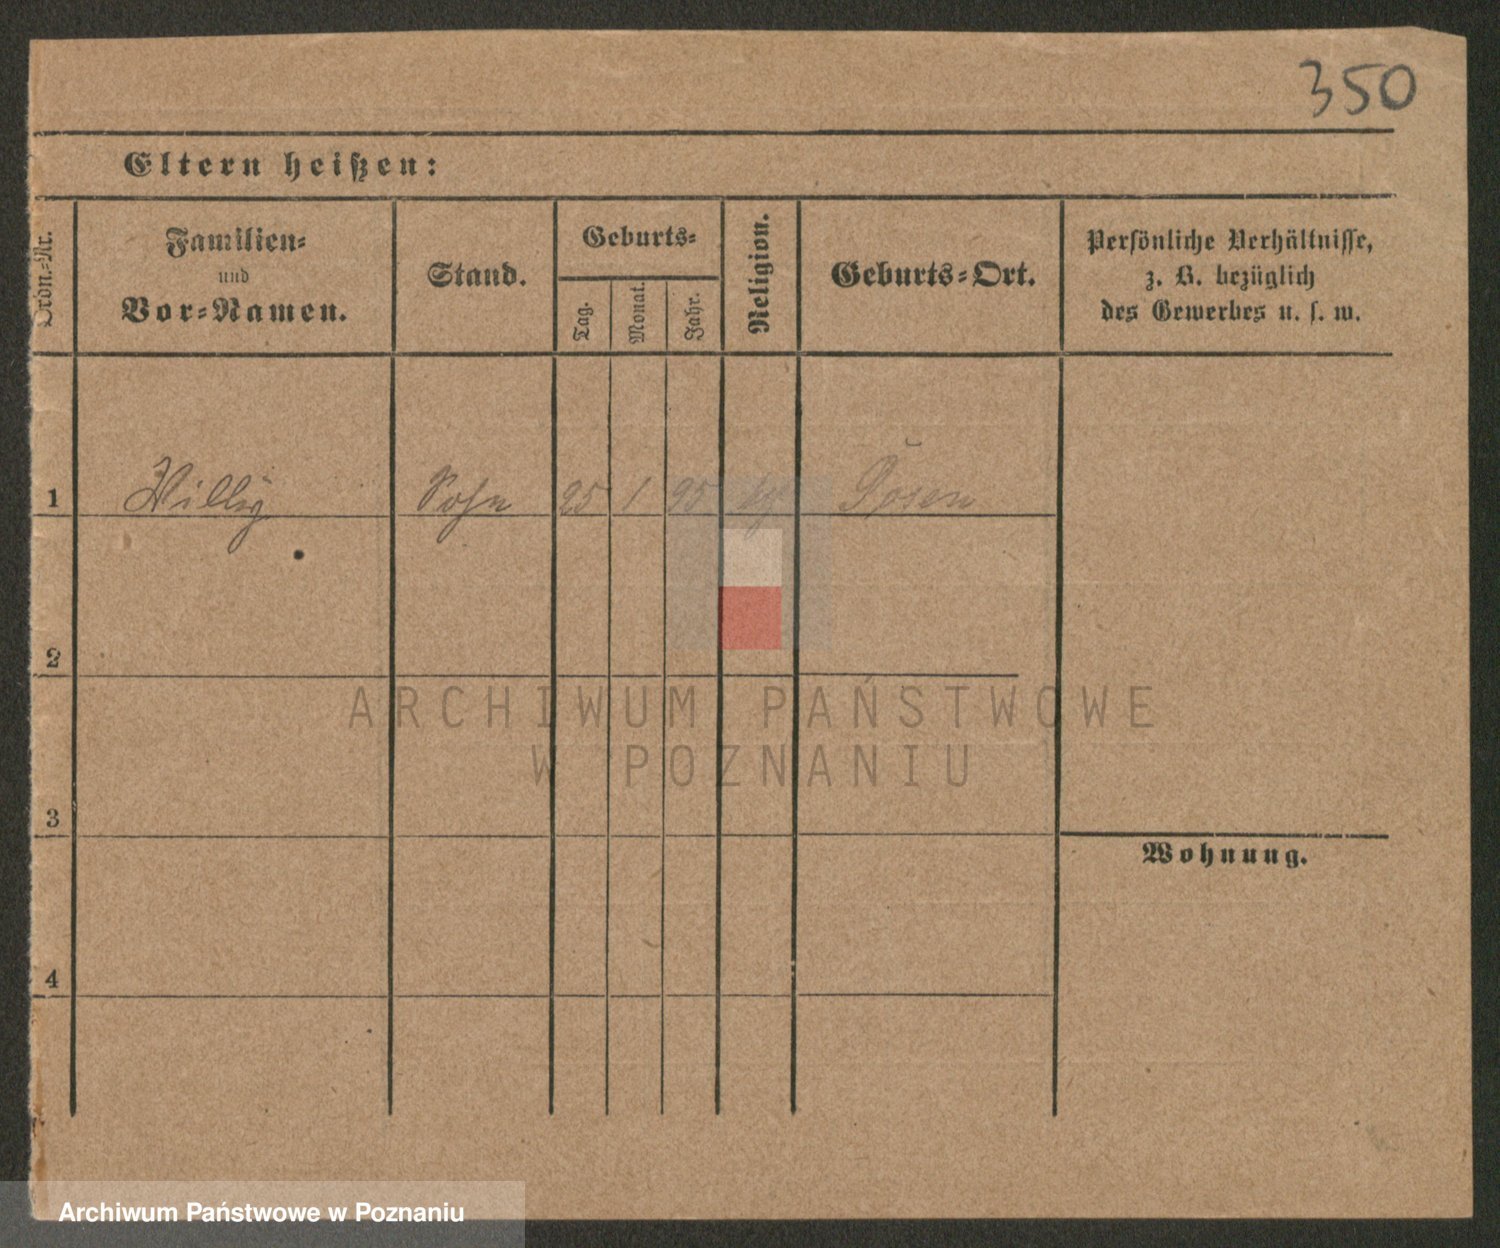 350
Eltern heißen:
Ordn.-Nr.
Familien-
und
Vor-Namen.
Stand.
Geburts-
Tag.
Monat.
Jahr.
Religion.
Geburts-Ort.
Persönliche Verhältnisse,
z. B. bezüglich
des Gewerbes u. s. w.
1 Willy Sohn 25 1 95 Posen
2
ARCHIWUM PAŃSTWOWE
W POZNANIU
3
Wohnung.
4
Archiwum Państwowe w Poznaniu